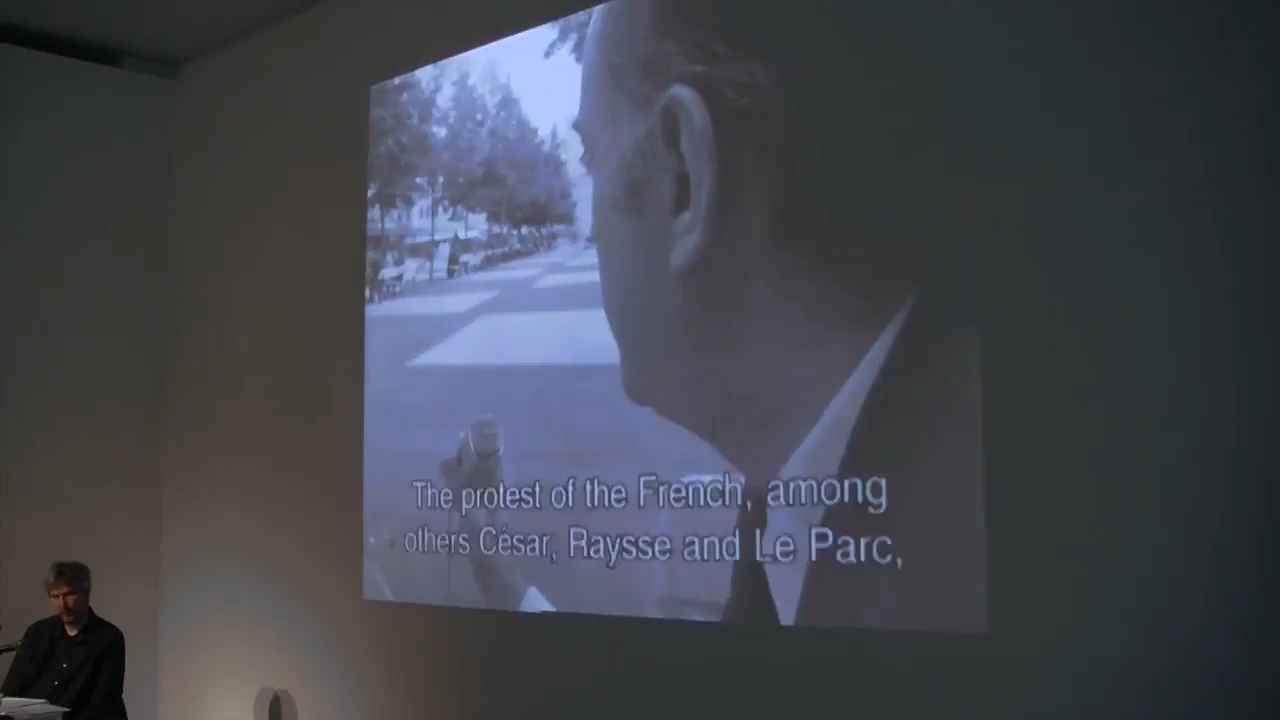 The protest of the French, among
others César, Raysse and Le Parc,